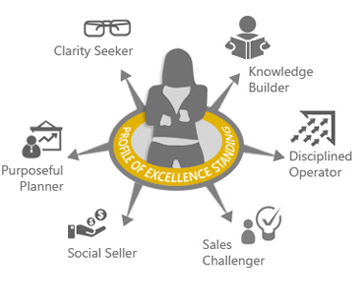 Clarity Seeker
Knowledge
Builder
Purposeful
Planner
Disciplined
Operator
PROFILE OF EXCELLENCE STANDING
Social Seller
Sales
Challenger